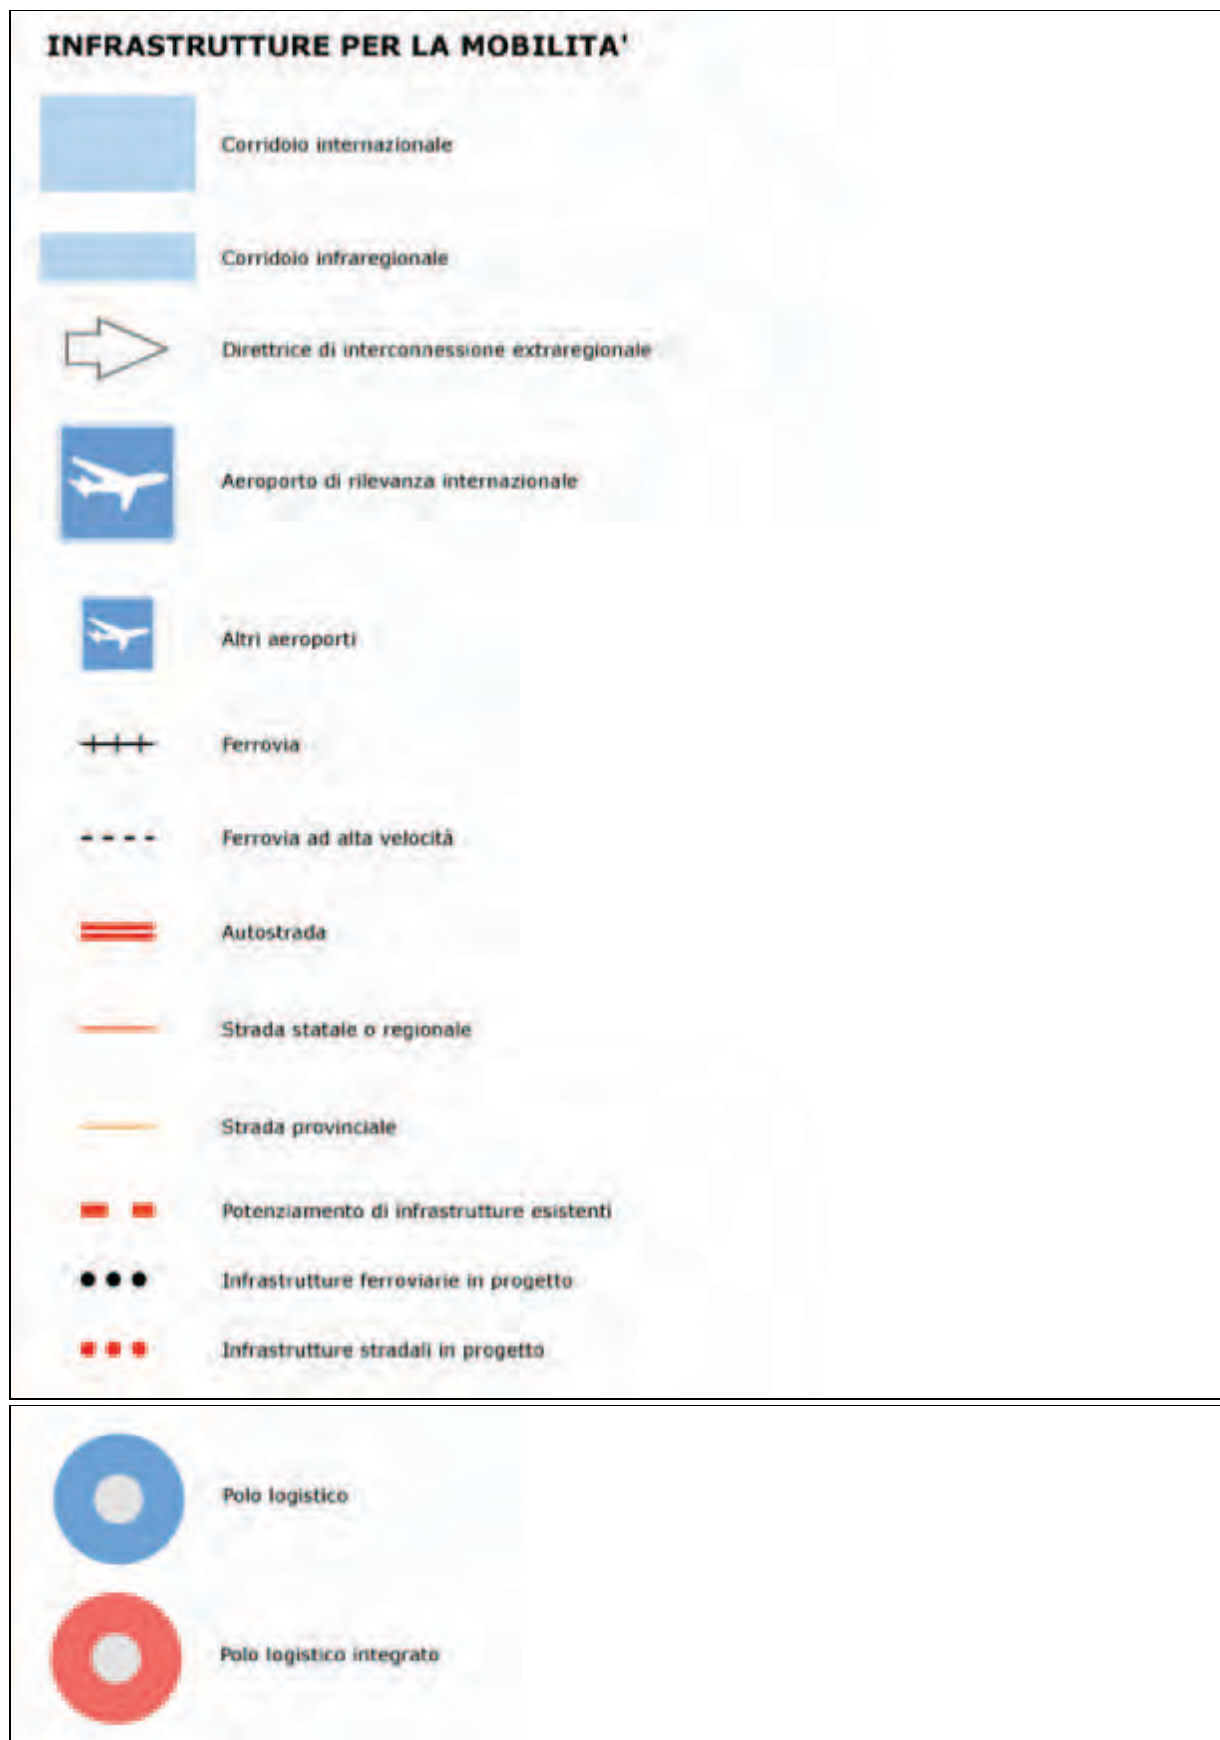 INFRASTRUTTURE PER LA MOBILITA'
Corridoio internazionale
Corridoio infraregionale
Direttrice di interconnessione extraregionale
Aeroporto di rilevanza internazionale
Altri aeroporti
Ferrovia
Ferrovia ad alta velocità
Autostrada
Strada statale o regionale
Strada provinciale
Potenziamento di infrastrutture esistenti
Infrastrutture ferroviarie in progetto
Infrastrutture stradali in progetto
Polo logistico
Polo logistico integrato